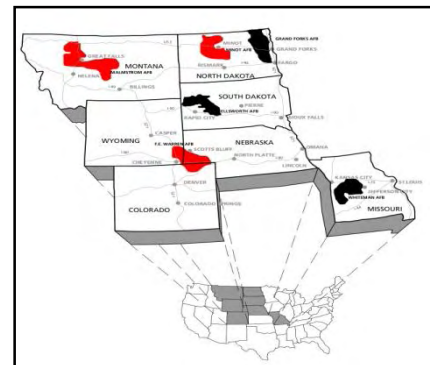 GRAND FORKS AFB
MONTANA
GREAT FALLS
MALMSTROM AFB
HELENA
BILLINGS
MINOT
MINOT AFB
GRAND FORKS
BISMARK
FARGO
NORTH DAKOTA
SOUTH DAKOTA
PIERRE
ELLSWORTH AFB
RAPID CITY
SIOUX FALLS
WYOMING
CASPER
F.E. WARREN AFB
SCOTTS BLUFF
CHEYENNE
NEBRASKA
NORTH PLATTE
OMAHA
LINCLEN
DENVER
COLORADO SPRINGS
COLORADO
KANSAS CITY
JEFFERSON CITY
WHITEMAN AFB
MISSOURI